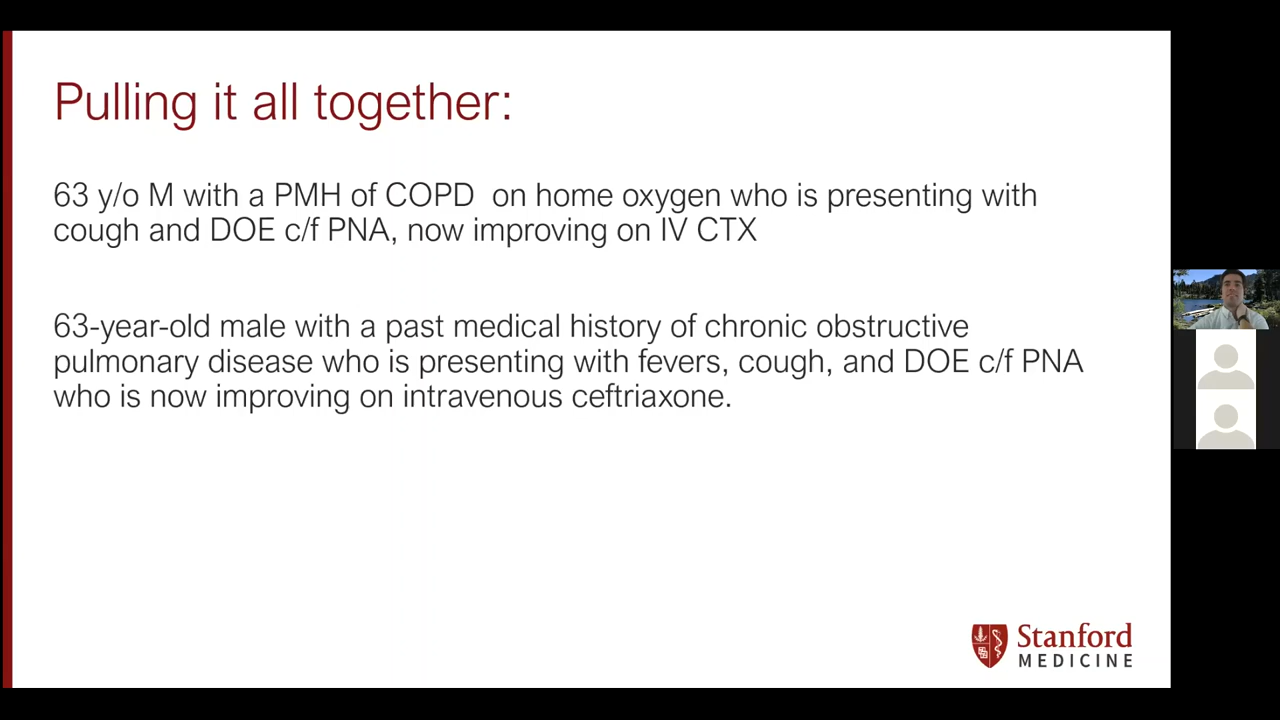 Pulling it all together:
63 y/o M with a PMH of COPD  on home oxygen who is presenting with
cough and DOE c/f PNA, now improving on IV CTX
63-year-old male with a past medical history of chronic obstructive
pulmonary disease who is presenting with fevers, cough, and DOE c/f PNA
who is now improving on intravenous ceftriaxone.
Stanford
MEDICINE